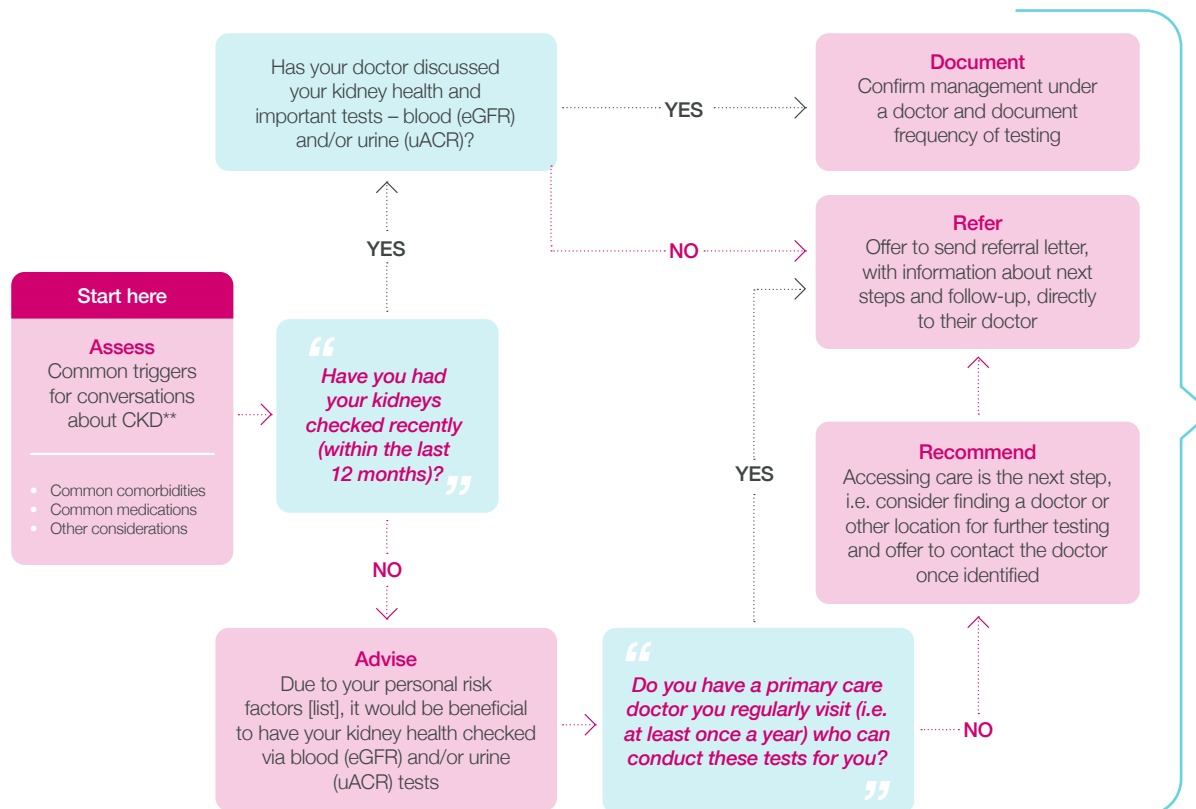 Start here
Assess
Common triggers
for conversations
about CKD**
• Common comorbidities
• Common medications
• Other considerations
“
Have you had
your kidneys
checked recently
(within the last
12 months)?
”
YES
Has your doctor discussed
your kidney health and
important tests – blood (eGFR)
and/or urine (uACR)?
YES
Document
Confirm management under
a doctor and document
frequency of testing
NO
Refer
Offer to send referral letter,
with information about next
steps and follow-up, directly
to their doctor
NO
Advise
Due to your personal risk
factors [list], it would be beneficial
to have your kidney health checked
via blood (eGFR) and/or urine
(uACR) tests
“
Do you have a primary care
doctor you regularly visit (i.e.
at least once a year) who can
conduct these tests for you?
”
YES
NO
Recommend
Accessing care is the next step,
i.e. consider finding a doctor or
other location for further testing
and offer to contact the doctor
once identified